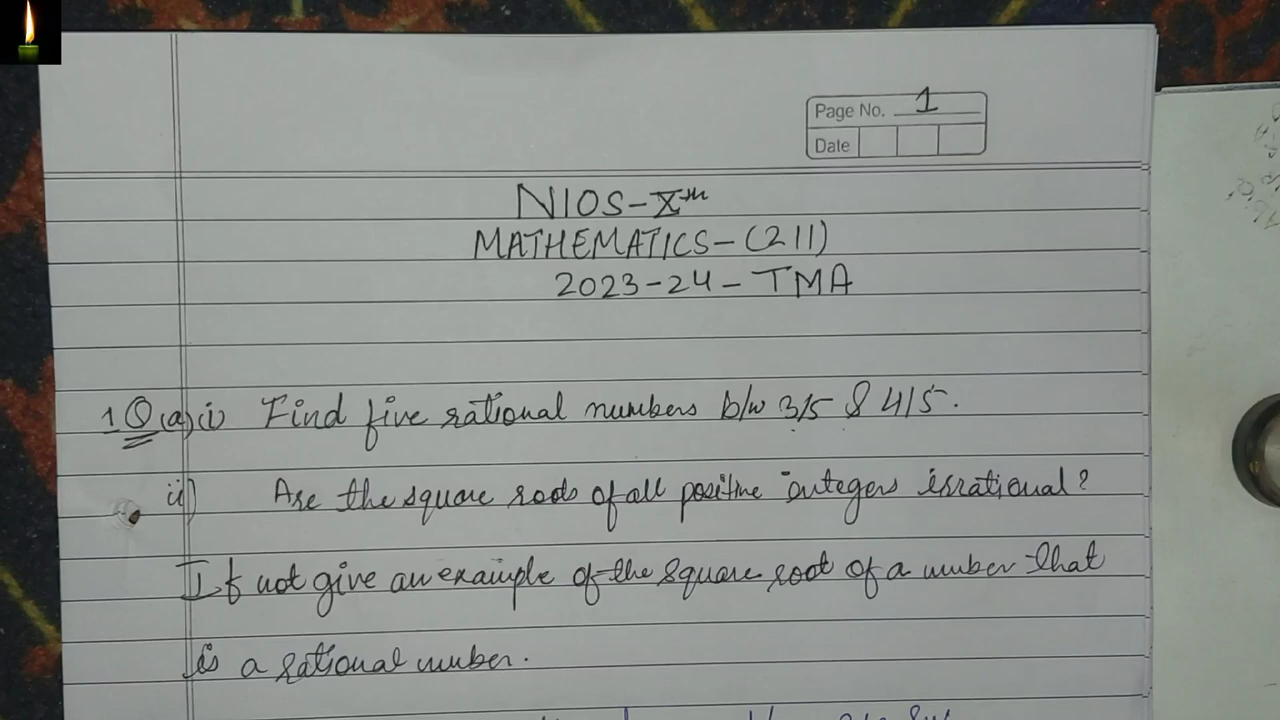 Page No. 1
Date
NIOS-Xth
MATHEMATICS-(211)
2023-24-TMA
1 Q (a) (i) Find five rational numbers b/w 3/5 & 4/5.
ii) Are the square roots of all positive integers irrational?
If not give an example of the square root of a number that
is a rational number.